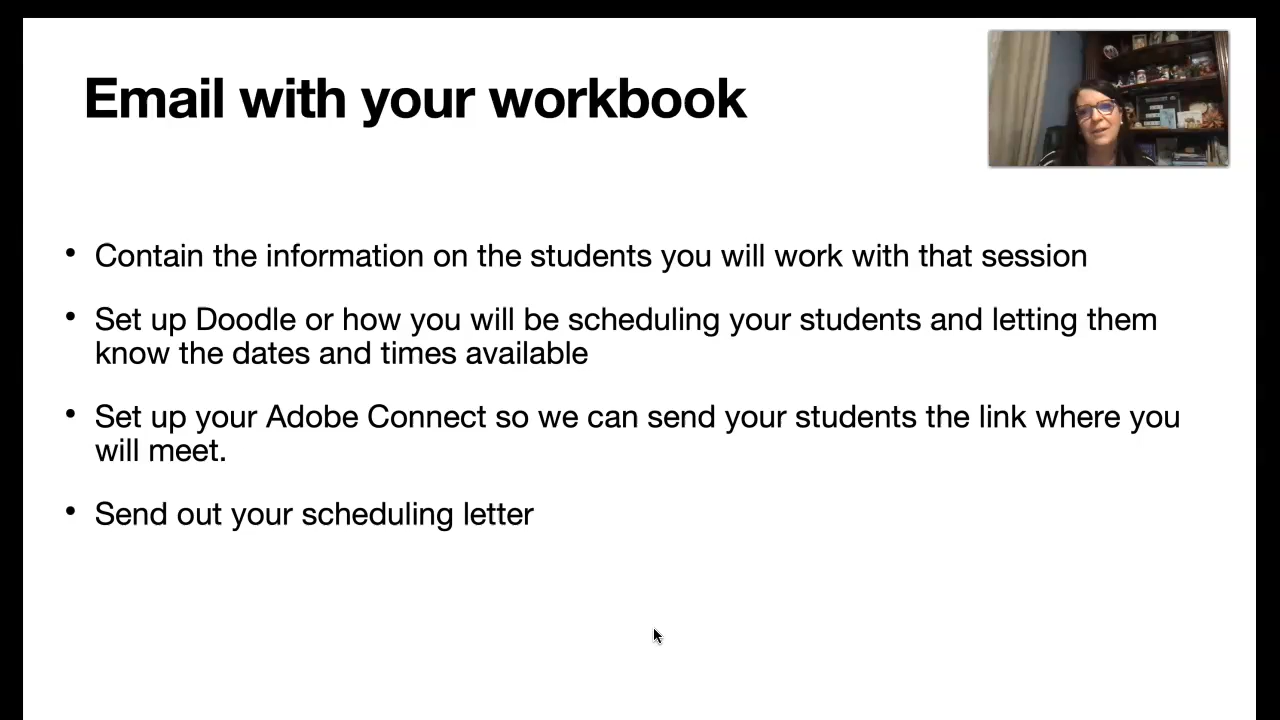 Email with your workbook
• Contain the information on the students you will work with that session
• Set up Doodle or how you will be scheduling your students and letting them
know the dates and times available
• Set up your Adobe Connect so we can send your students the link where you
will meet.
• Send out your scheduling letter